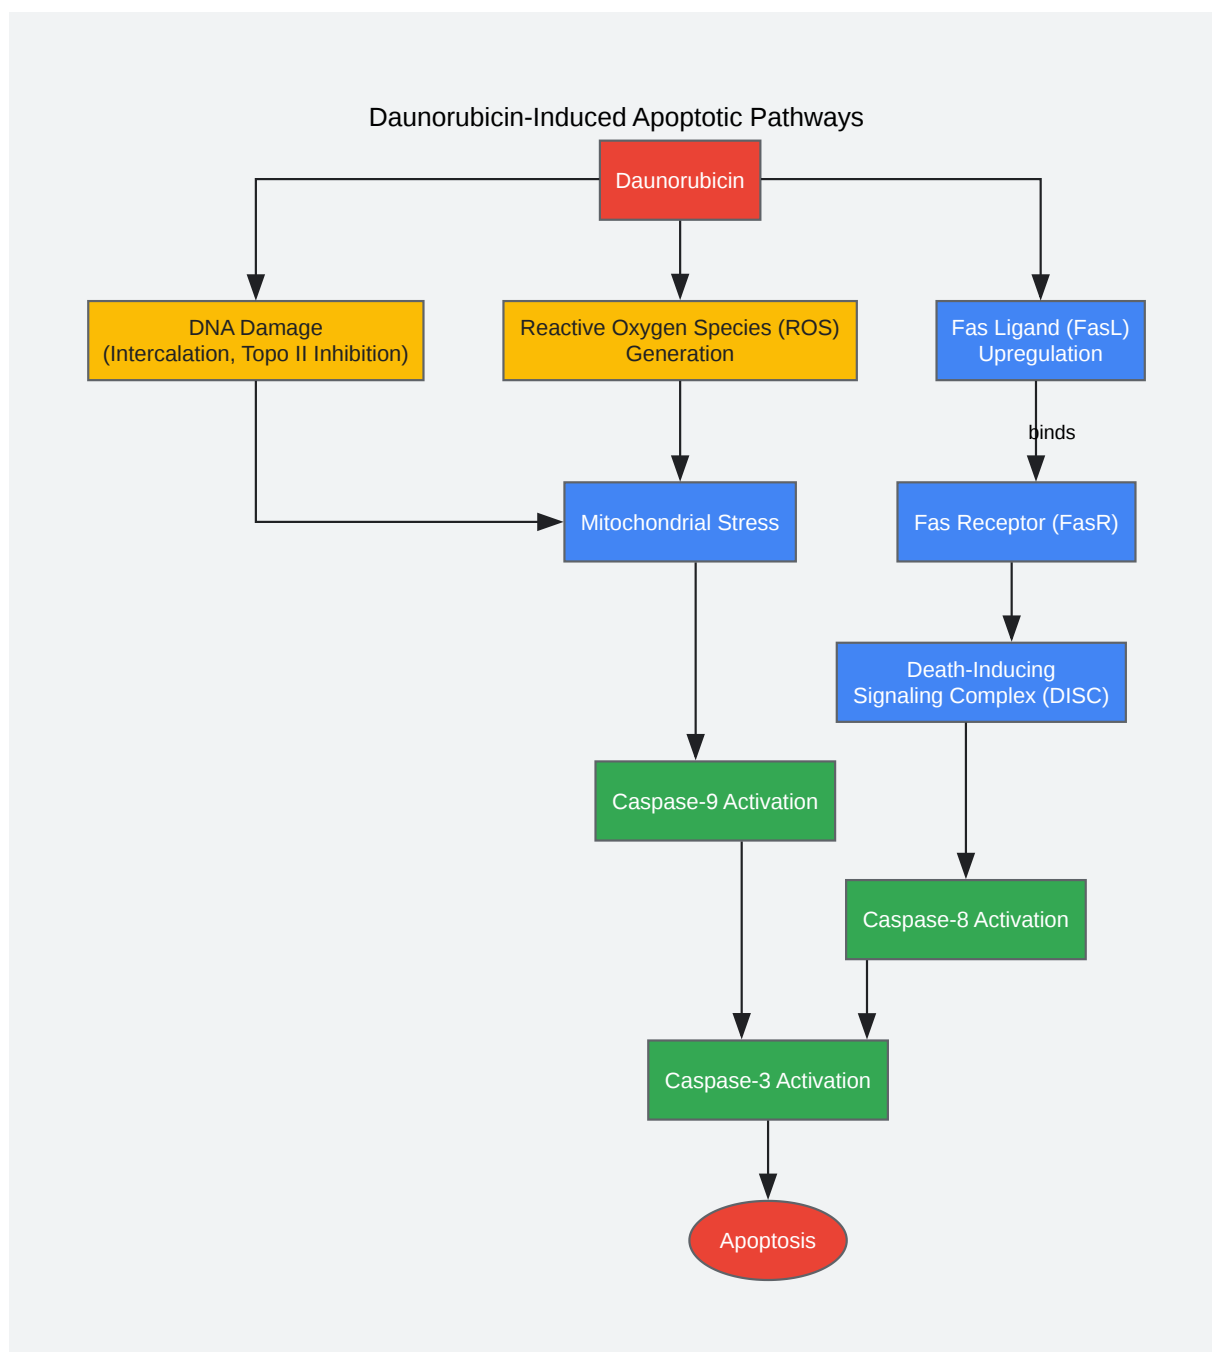 Daunorubicin-Induced Apoptotic Pathways
Daunorubicin
DNA Damage
(Intercalation, Topo II Inhibition)
Reactive Oxygen Species (ROS)
Generation
Fas Ligand (FasL)
Upregulation
binds
Mitochondrial Stress
Fas Receptor (FasR)
Death-Inducing
Signaling Complex (DISC)
Caspase-9 Activation
Caspase-8 Activation
Caspase-3 Activation
Apoptosis